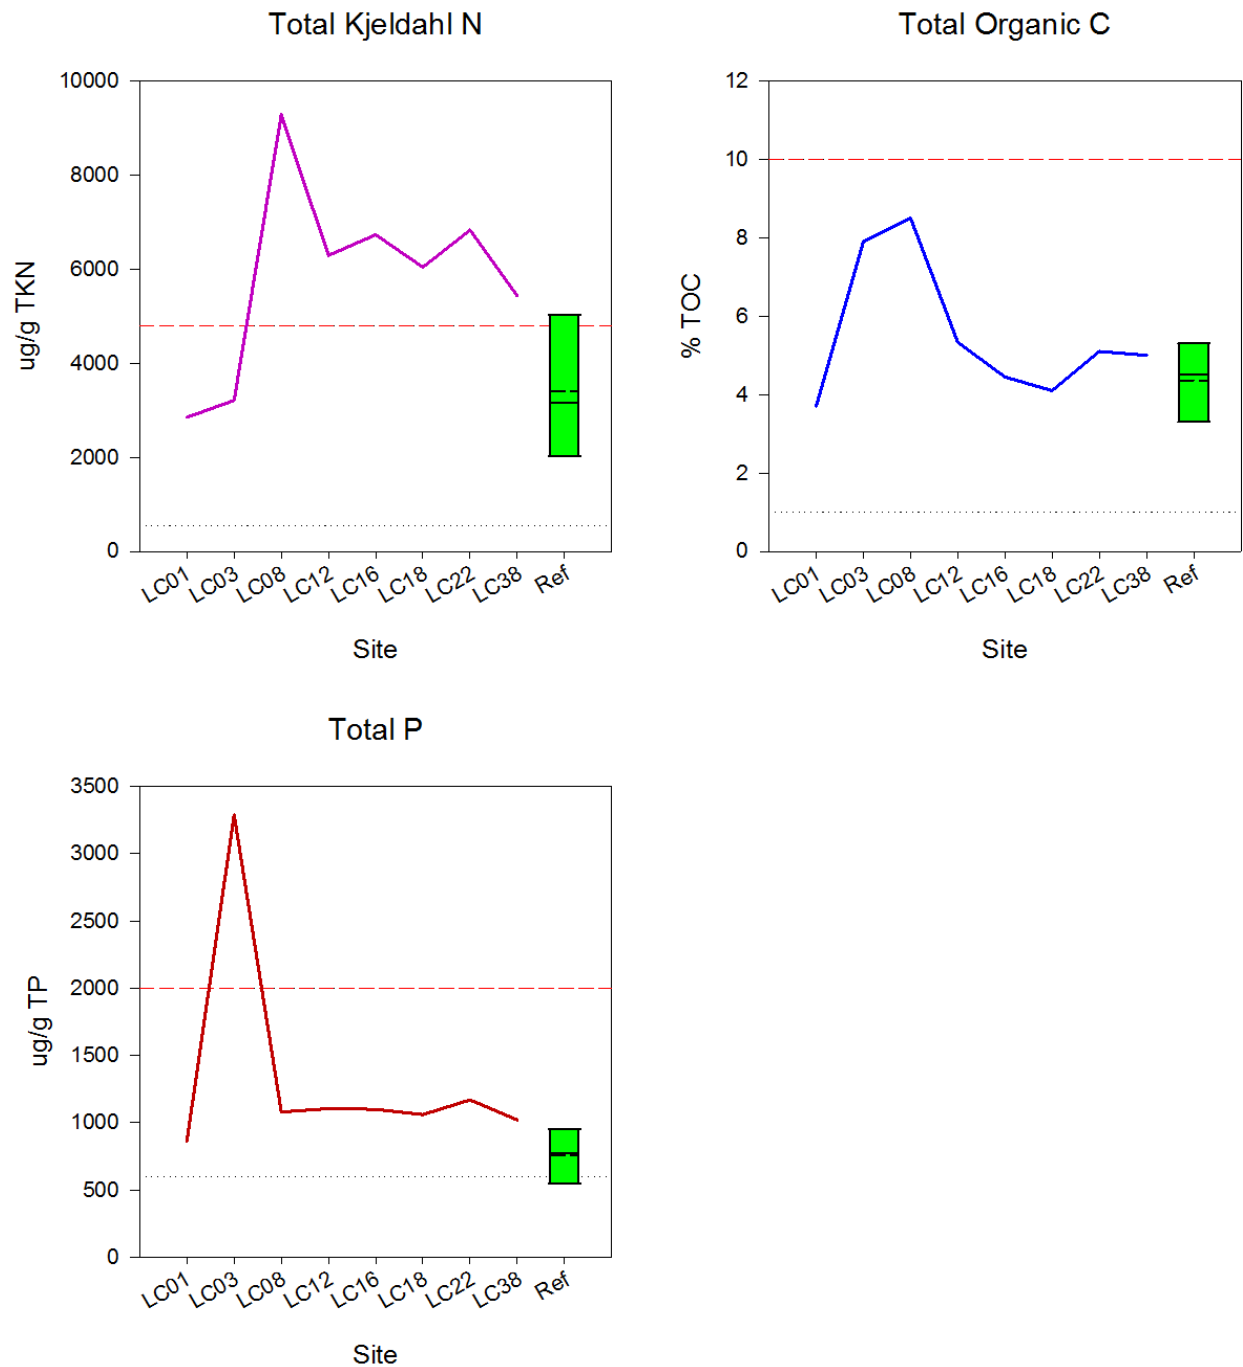 Total Kjeldahl N
10000
8000
6000
4000
2000
0
ug/g TKN
LC01
LC03
LC08
LC12
LC16
LC18
LC22
LC38
Ref
Site
Total Organic C
12
10
8
6
4
2
0
% TOC
LC01
LC03
LC08
LC12
LC16
LC18
LC22
LC38
Ref
Site
Total P
3500
3000
2500
2000
1500
1000
500
0
ug/g TP
LC01
LC03
LC08
LC12
LC16
LC18
LC22
LC38
Ref
Site